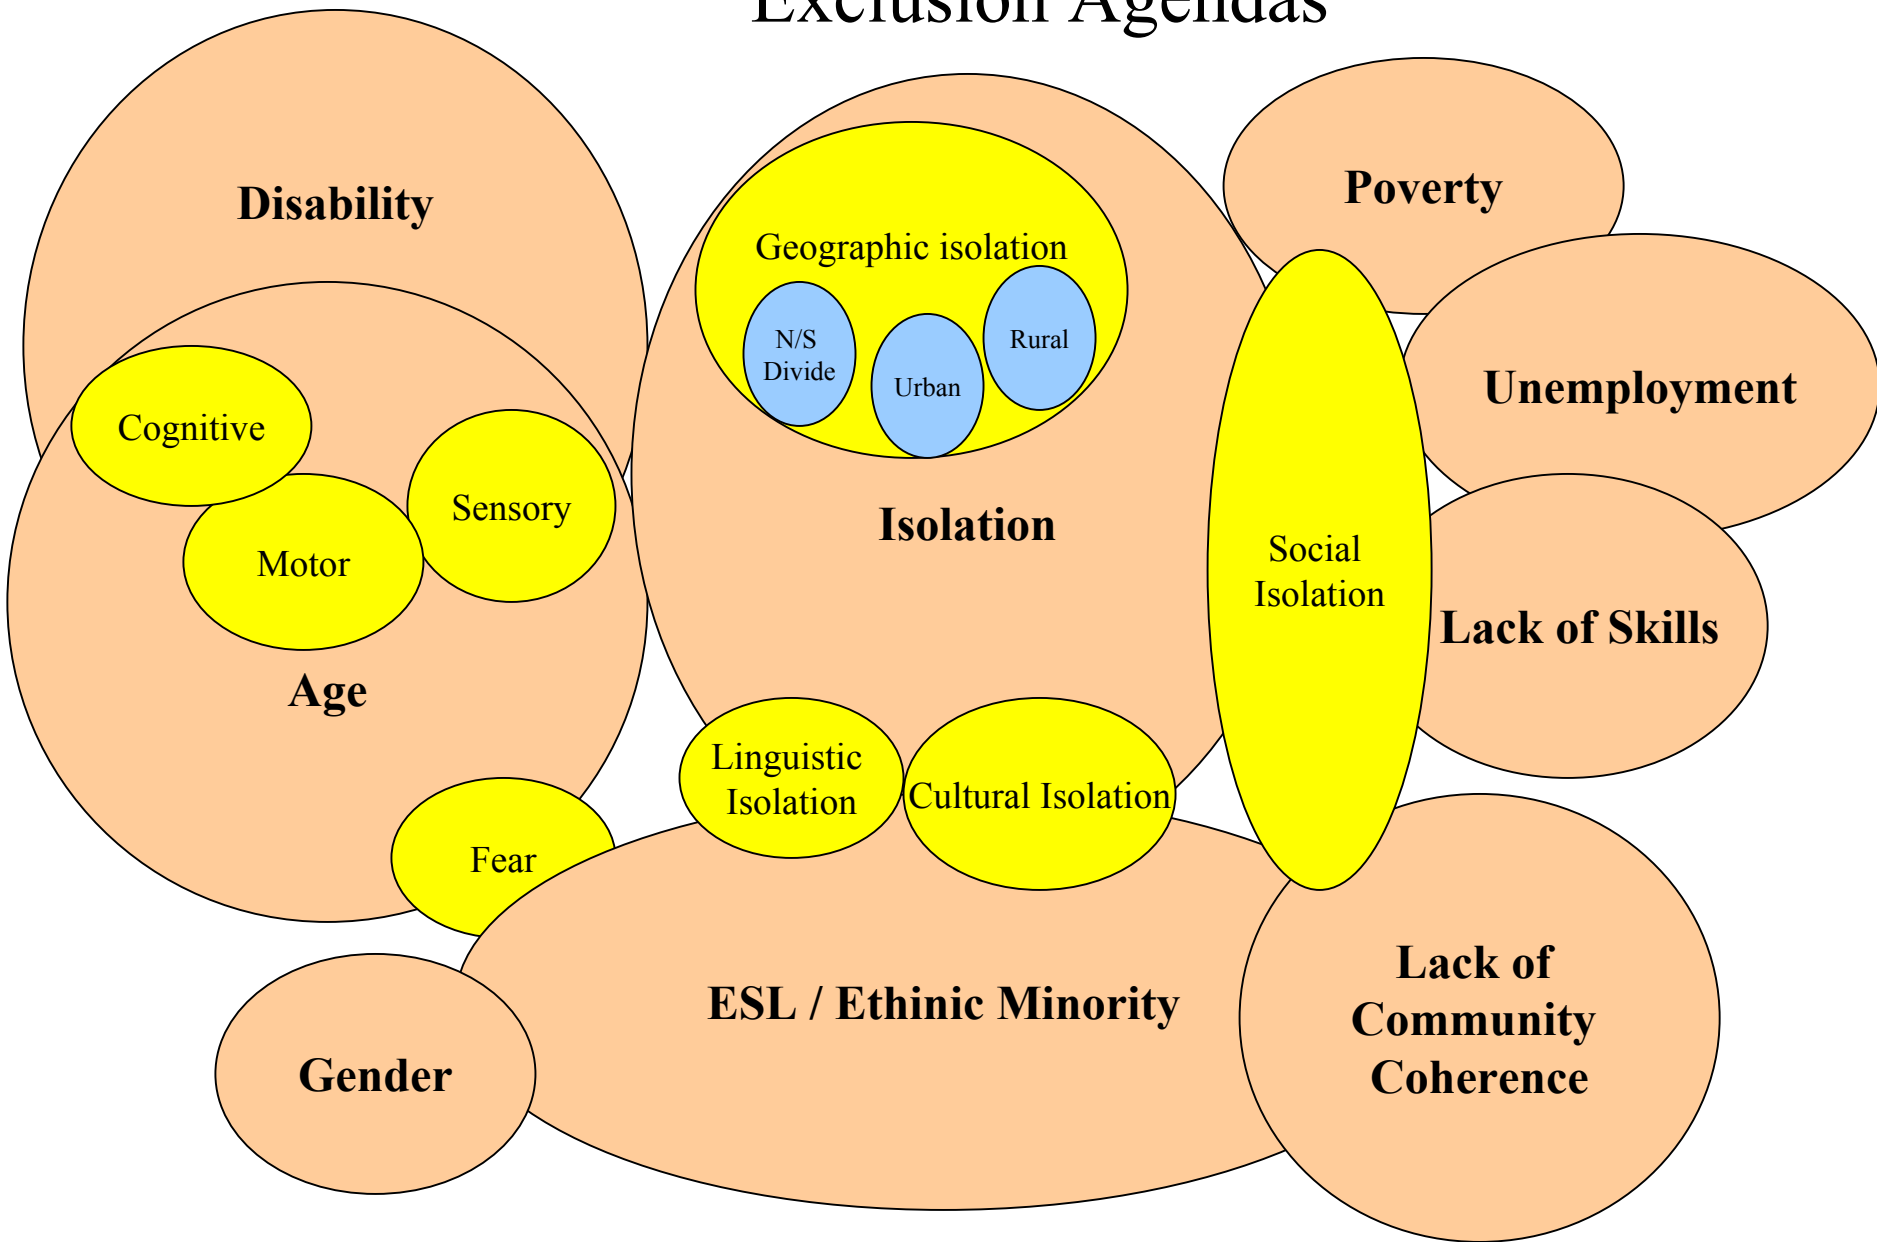 Exclusion Agendas
Disability
Poverty
Geographic isolation
N/S
Divide
Urban
Rural
Unemployment
Cognitive
Sensory
Motor
Isolation
Social
Isolation
Lack of Skills
Age
Linguistic
Isolation
Cultural Isolation
Fear
ESL / Ethinic Minority
Lack of
Community
Coherence
Gender